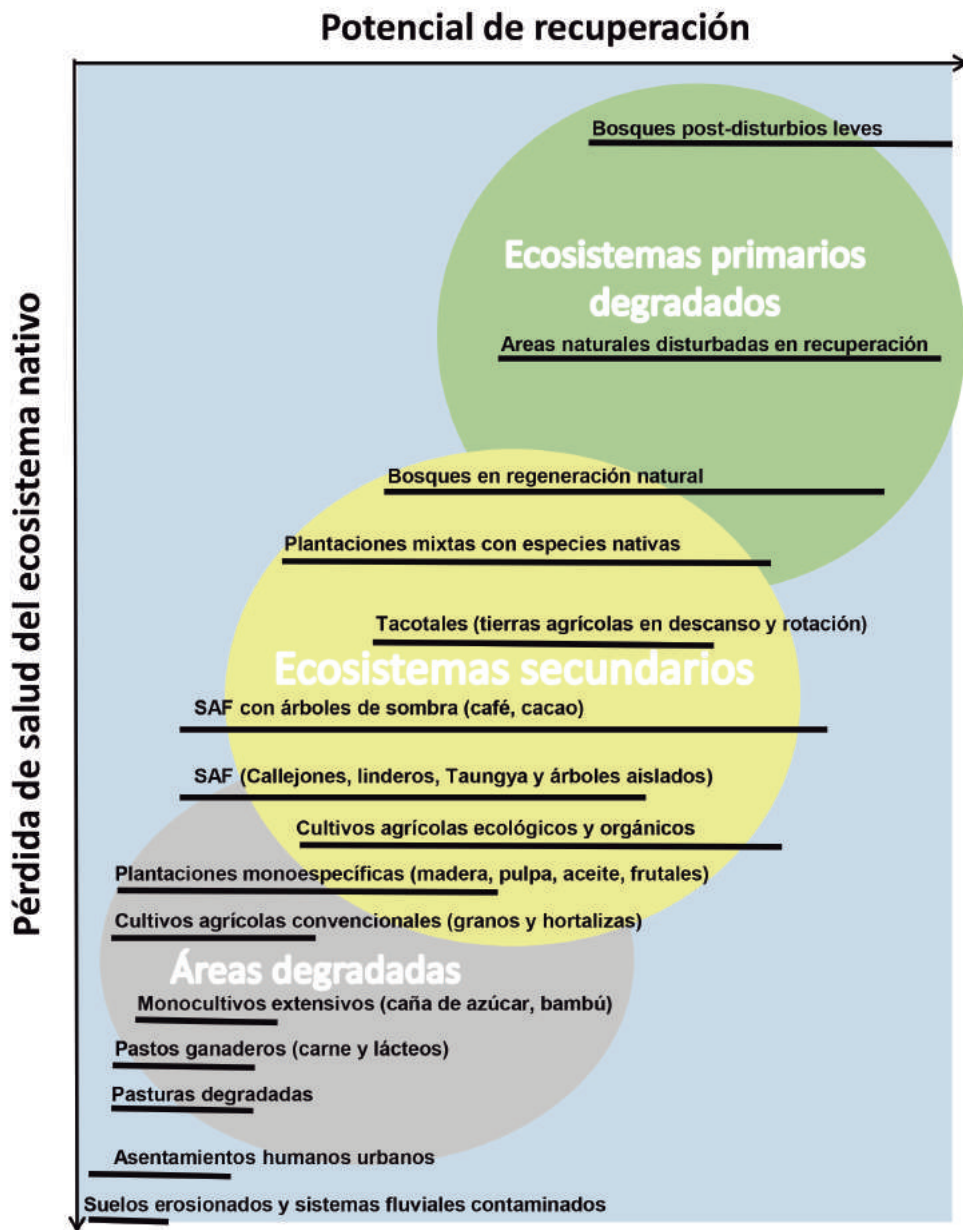 Potencial de recuperación
Pérdida de salud del ecosistema nativo
Bosques post-disturbios leves
Ecosistemas primarios
degradados
Areas naturales disturbadas en recuperación
Bosques en regeneración natural
Plantaciones mixtas con especies nativas
Tacotales (tierras agrícolas en descanso y rotación)
Ecosistemas secundarios
SAF con árboles de sombra (café, cacao)
SAF (Callejones, linderos, Taungya y árboles aislados)
Cultivos agrícolas ecológicos y orgánicos
Plantaciones monoespecíficas (madera, pulpa, aceite, frutales)
Cultivos agrícolas convencionales (granos y hortalizas)
Áreas degradadas
Monocultivos extensivos (caña de azúcar, bambú)
Pastos ganaderos (carne y lácteos)
Pasturas degradadas
Asentamientos humanos urbanos
Suelos erosionados y sistemas fluviales contaminados